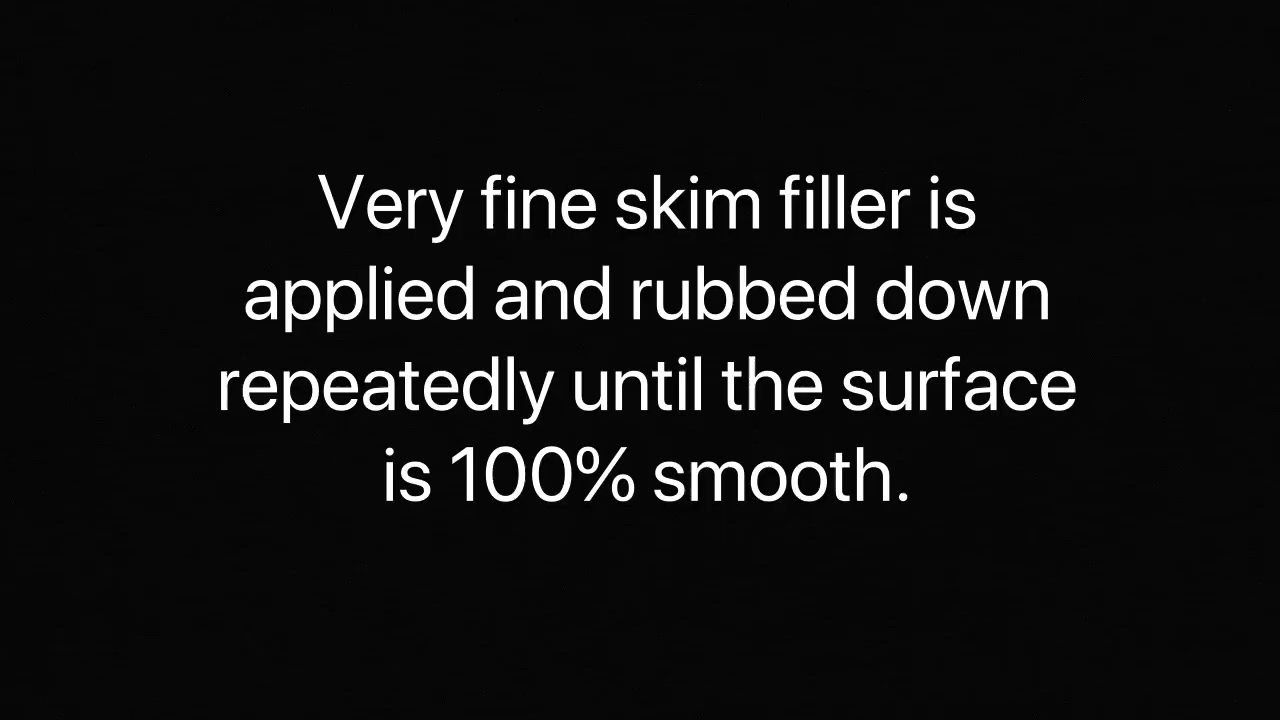 Very fine skim filler is
applied and rubbed down
repeatedly until the surface
is 100% smooth.